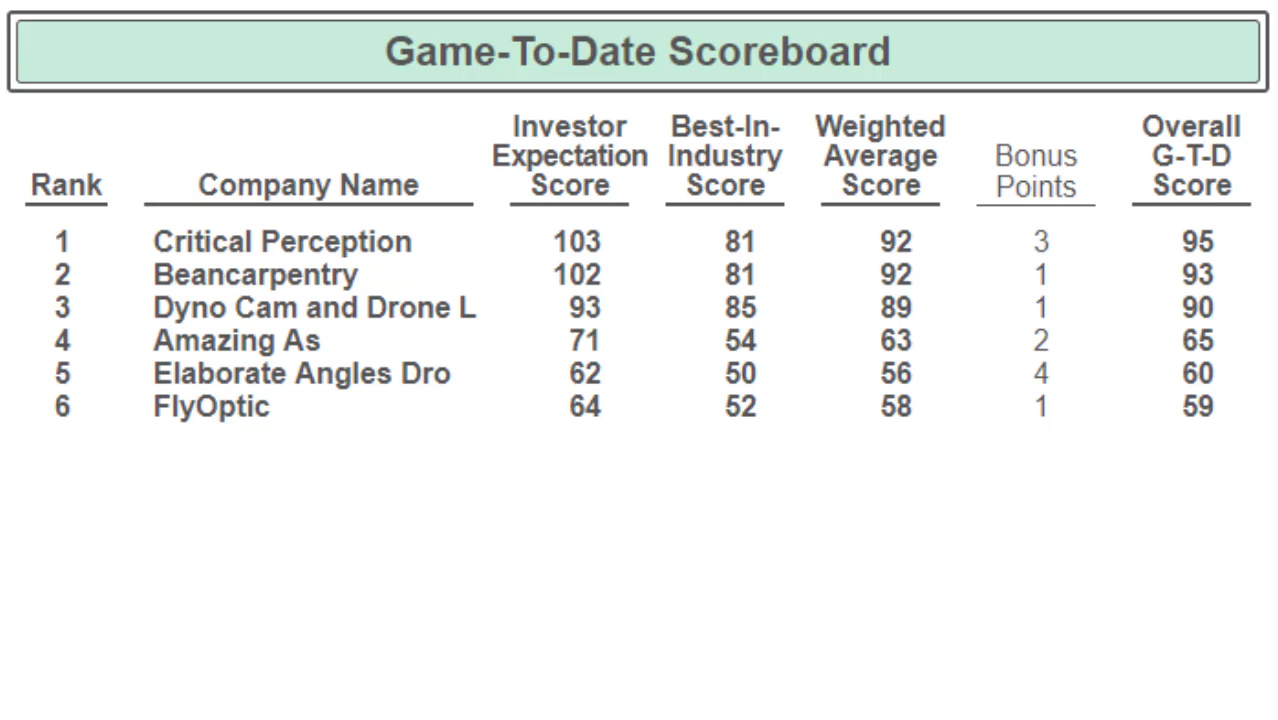 Game-To-Date Scoreboard
Rank Company Name Investor Expectation Score Best-In-Industry Score Weighted Average Score Bonus Points Overall G-T-D Score
1 Critical Perception 103 81 92 3 95
2 Beancarpentry 102 81 92 1 93
3 Dyno Cam and Drone L 93 85 89 1 90
4 Amazing As 71 54 63 2 65
5 Elaborate Angles Dro 62 50 56 4 60
6 FlyOptic 64 52 58 1 59